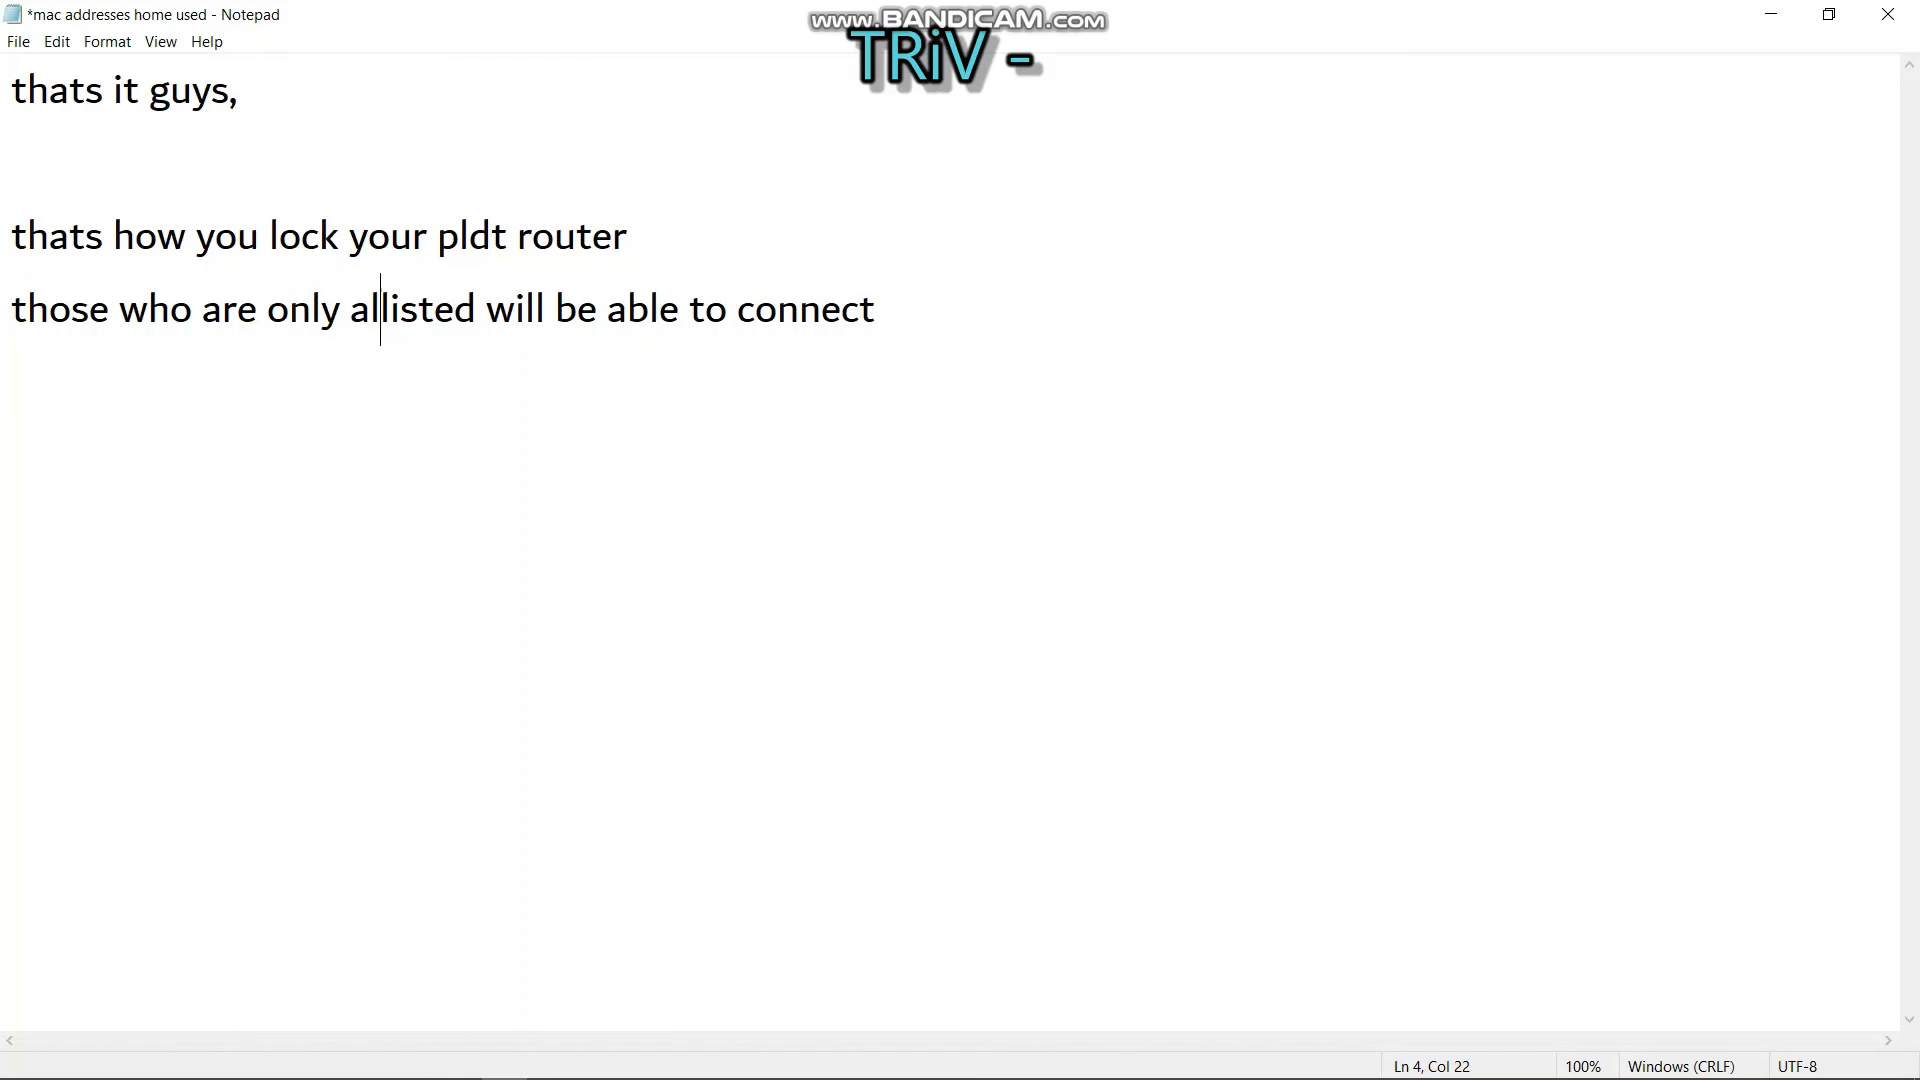 *mac addresses home used - Notepad
www.BANDICAM.com
TRiV -
File Edit Format View Help
thats it guys,
thats how you lock your pldt router
those who are only allisted will be able to connect
Ln 4, Col 22 100% Windows (CRLF) UTF-8